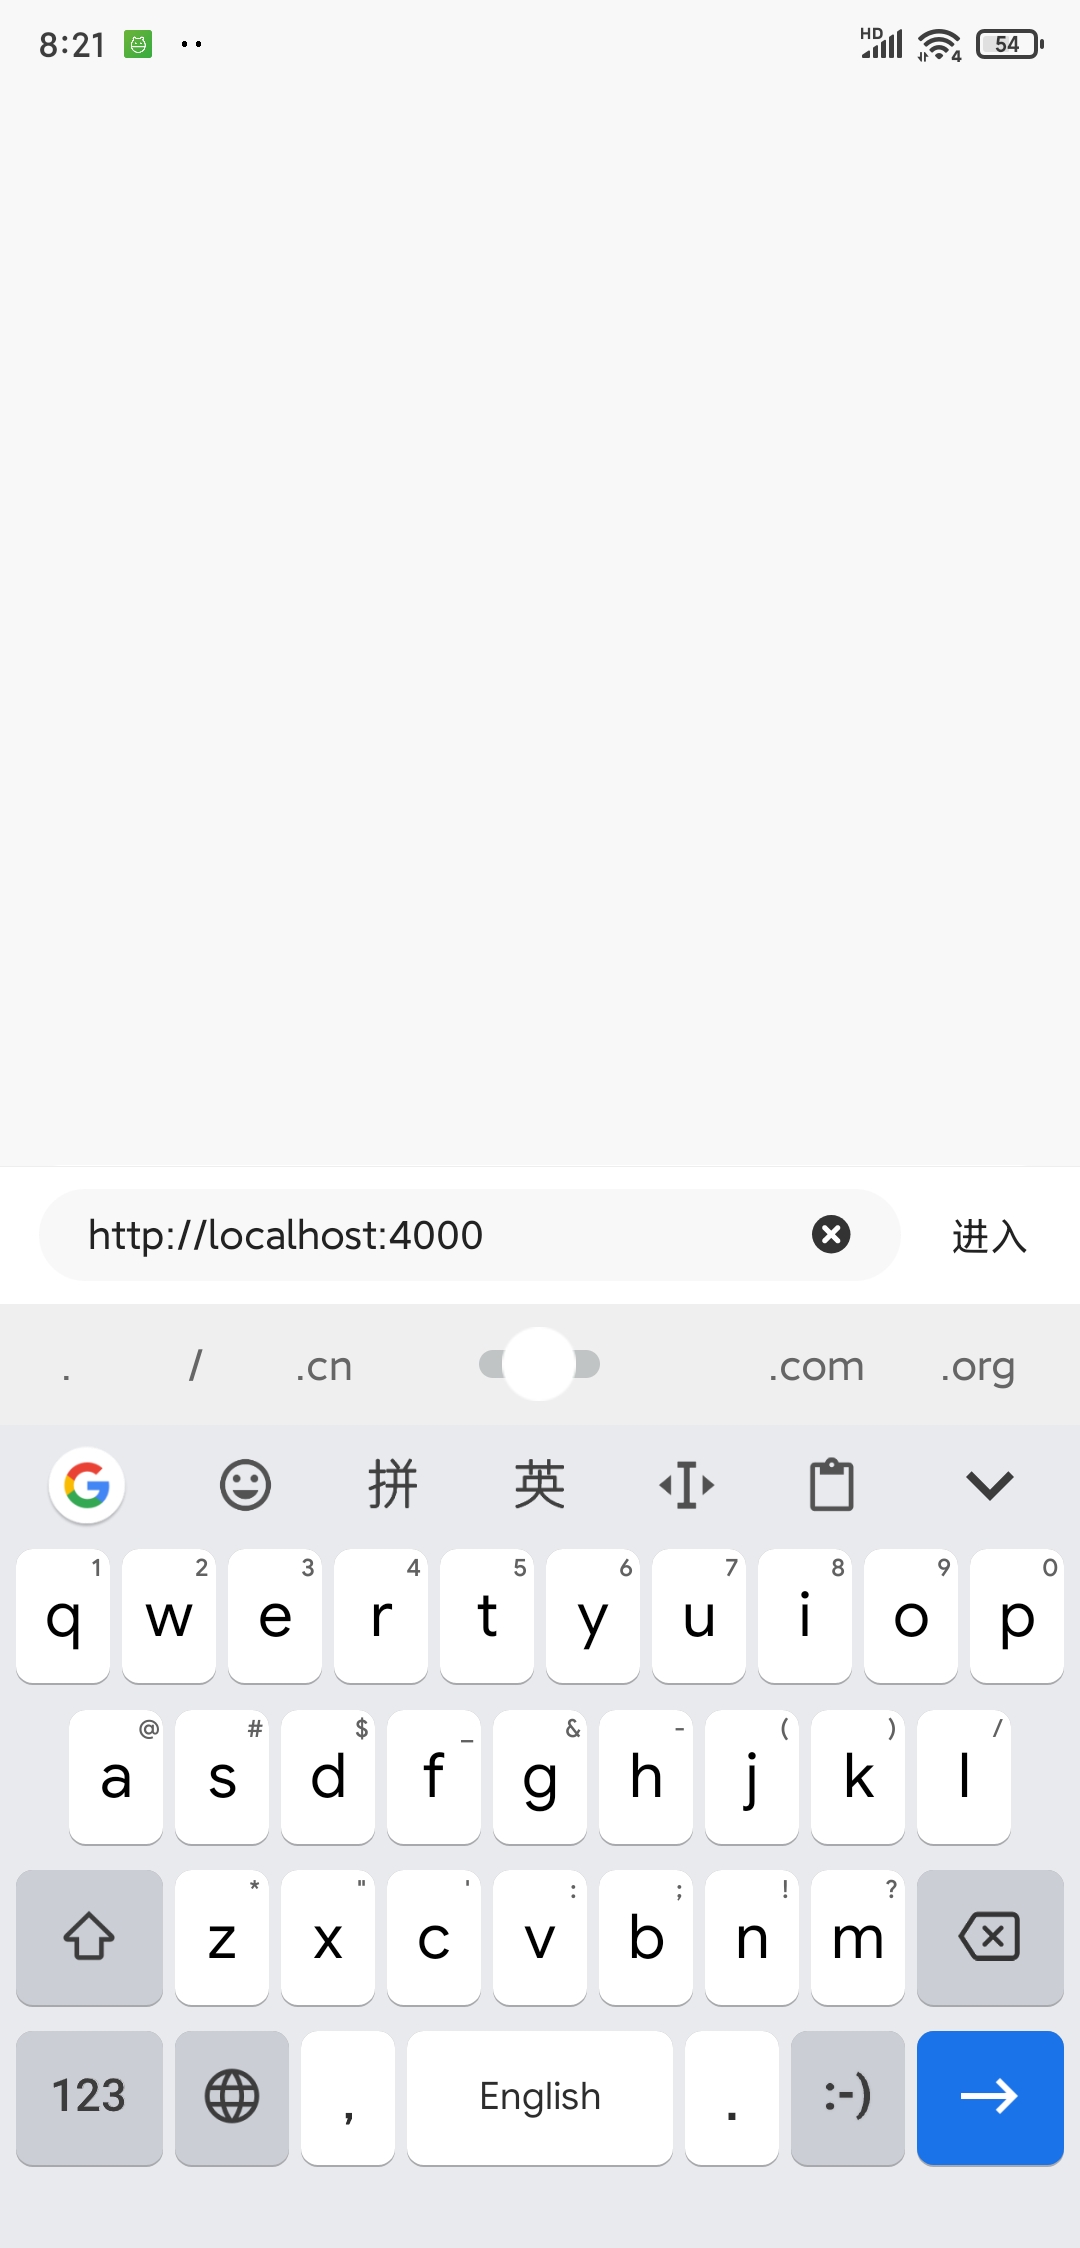 8:21 HD 4 54
http://localhost:4000 进入
. / .cn .com .org
G 拼 英
1 2 3 4 5 6 7 8 9 0
q w e r t y u i o p
@ # $ _ & - ( ) /
a s d f g h j k l
* " ' : ; ! ?
z x c v b n m
123 , English . :-)